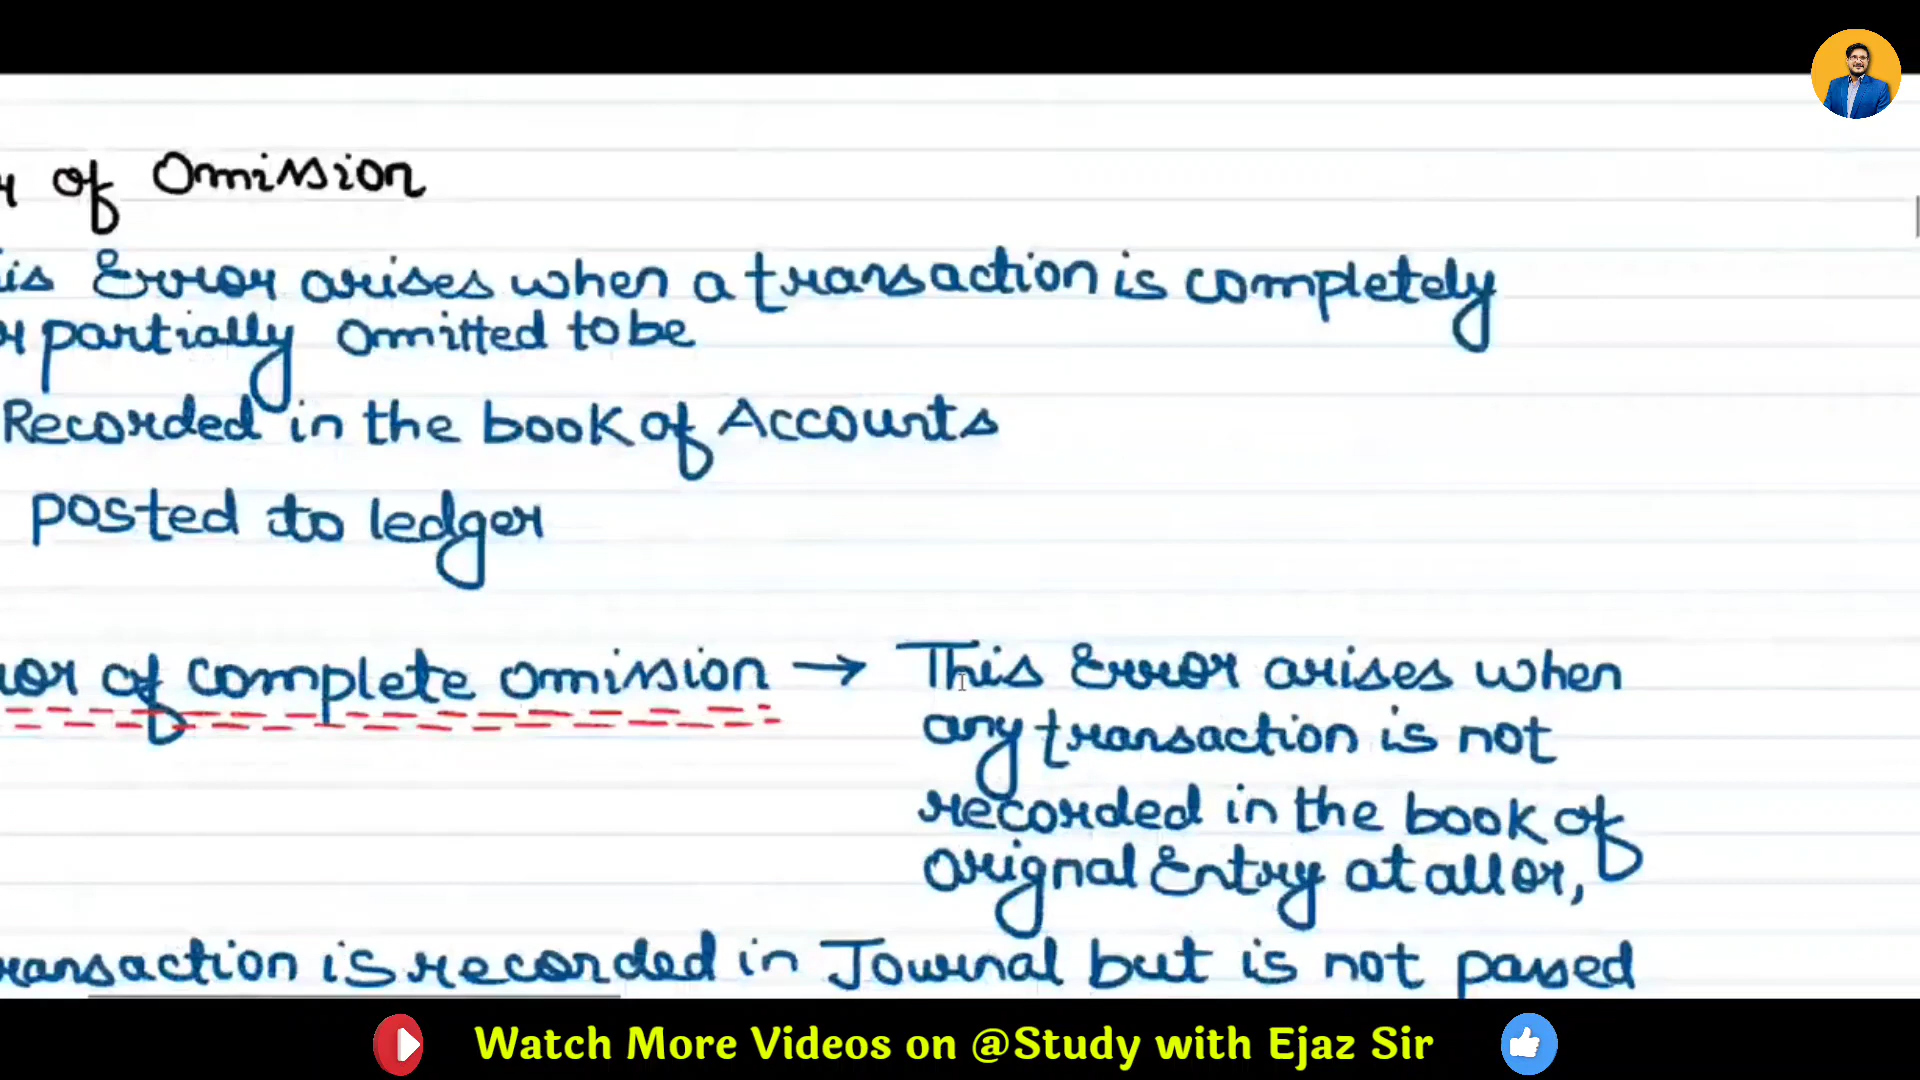 of Omission
is Error arises when a transaction is completely
partially omitted to be
Recorded in the book of Accounts
posted to ledger
of complete omission → This Error arises when
any transaction is not
recorded in the book of
orignal Entry at all or,
ransaction is recorded in Journal but is not passed
Watch More Videos on @Study with Ejaz Sir